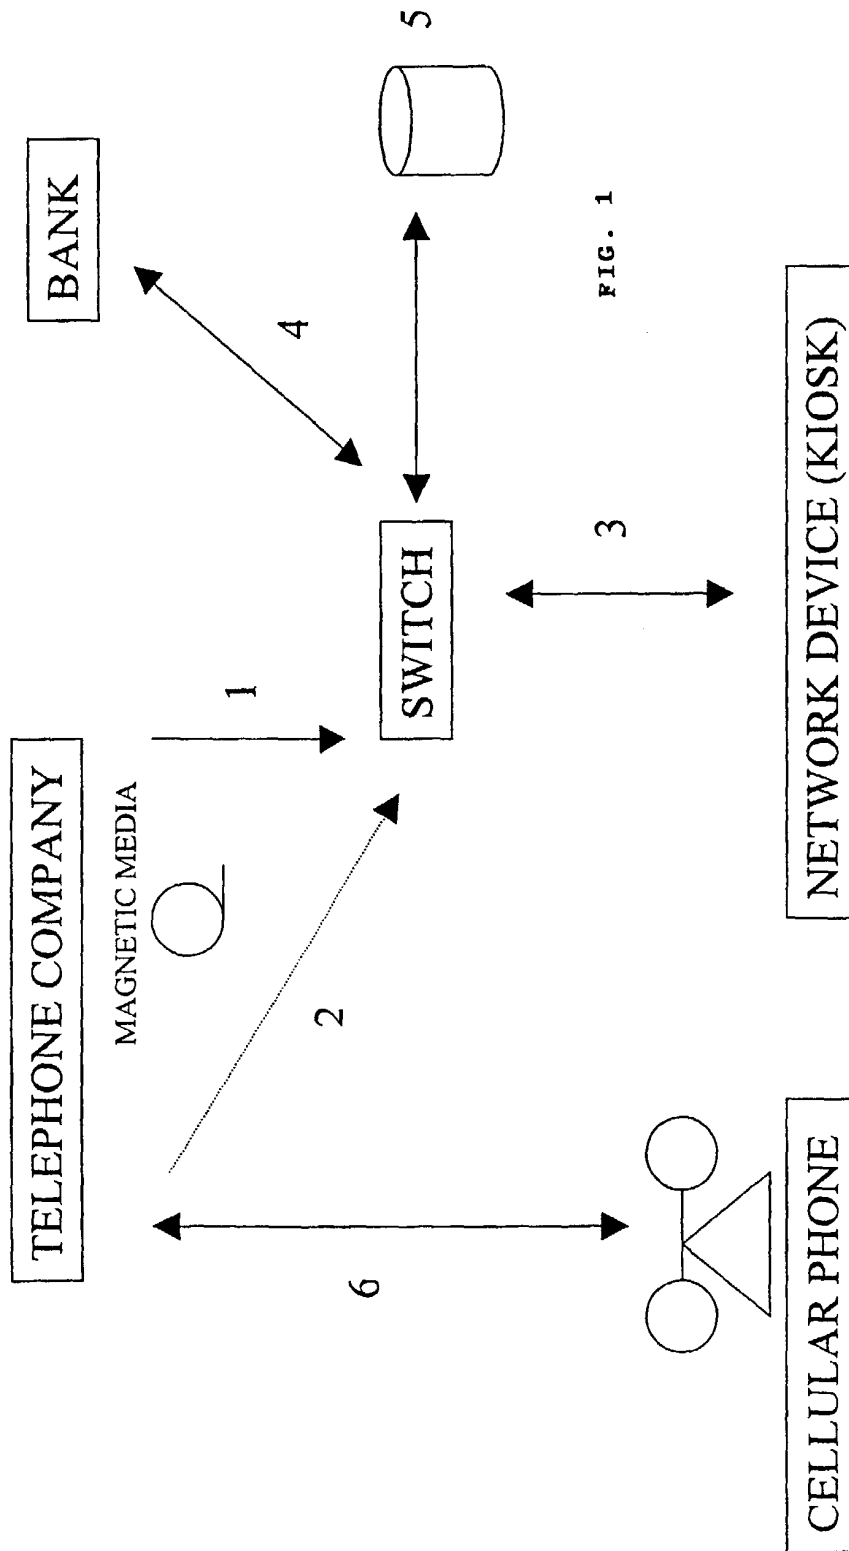 TELEPHONE COMPANY
BANK
MAGNETIC MEDIA
1
4
2
6
SWITCH
5
3
FIG. 1
CELLULAR PHONE
NETWORK DEVICE (KIOSK)